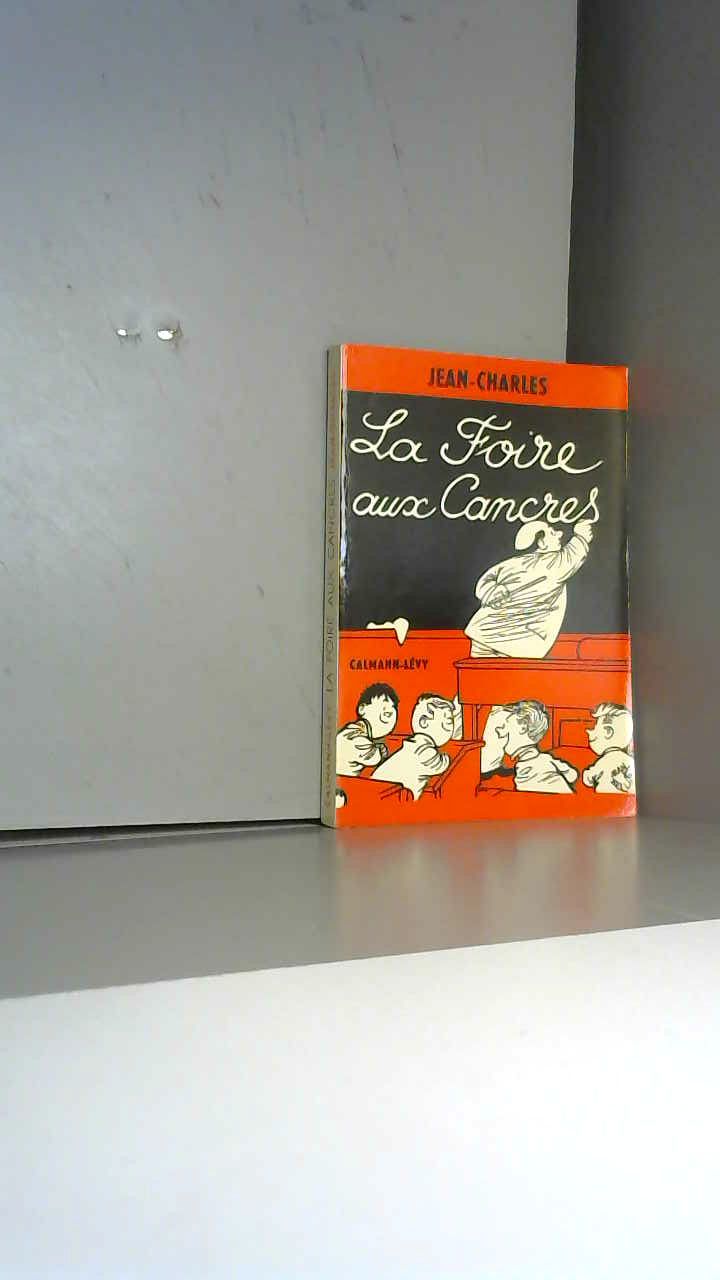 JEAN-CHARLES
La Foire
aux Cancres
CALMANN-LÉVY
CALMANN-LÉVY LA FOIRE AUX CANCRES